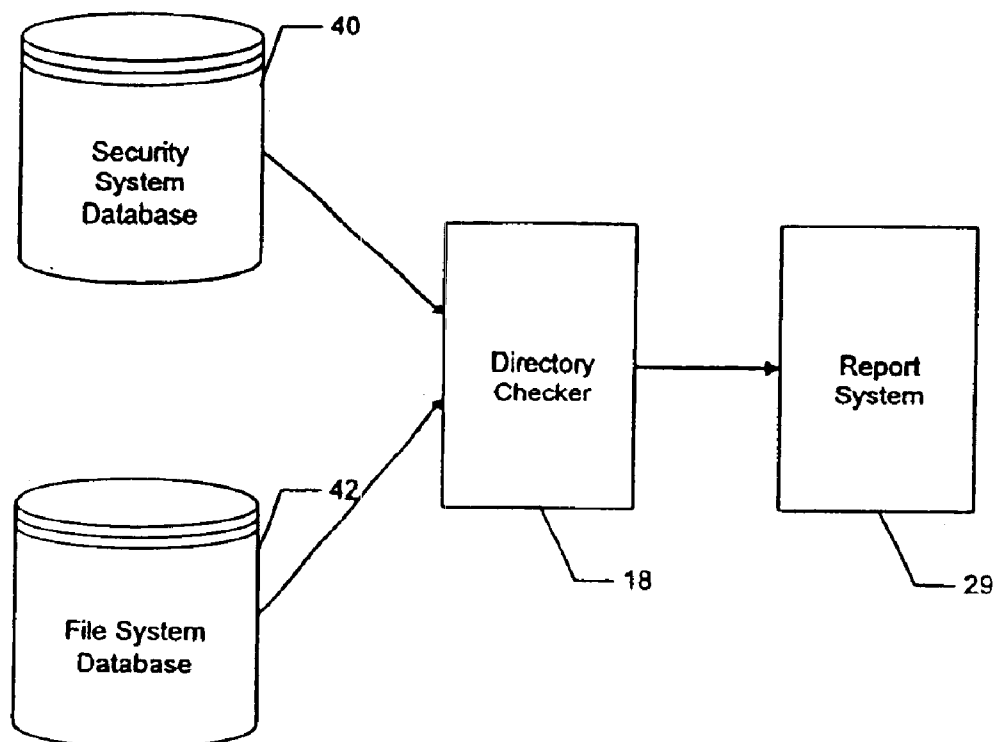 40
Security
System
Database
Directory
Checker
Report
System
42
File System
Database
18
29